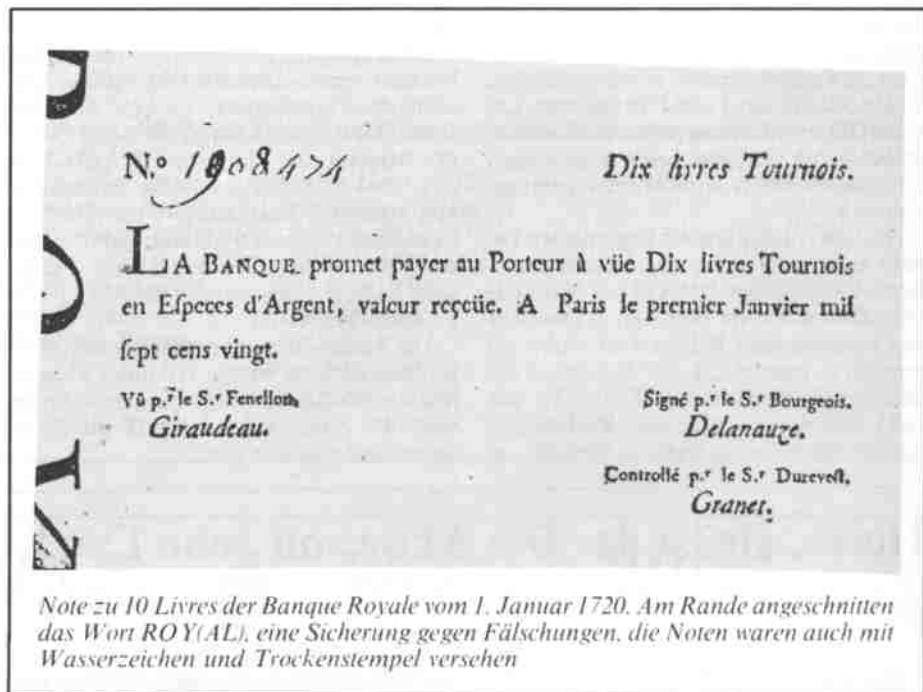 N.º 1908474
Dix livres Tournois.
LA BANQUE promet payer au Porteur à vüe Dix livres Tournois
en Eſpeces d'Argent, valeur reçcüe. A Paris le premier Janvier mil
ſept cens vingt.
Vû p.r le S.r Fenellon.
Giraudeau.
Signé p.r le S.r Bourgeois.
Delanauze.
Controllé p.r le S.r Dureveſt.
Granet.
Note zu 10 Livres der Banque Royale vom 1. Januar 1720. Am Rande angeschnitten
das Wort ROY(AL), eine Sicherung gegen Fälschungen, die Noten waren auch mit
Wasserzeichen und Trockenstempel versehen